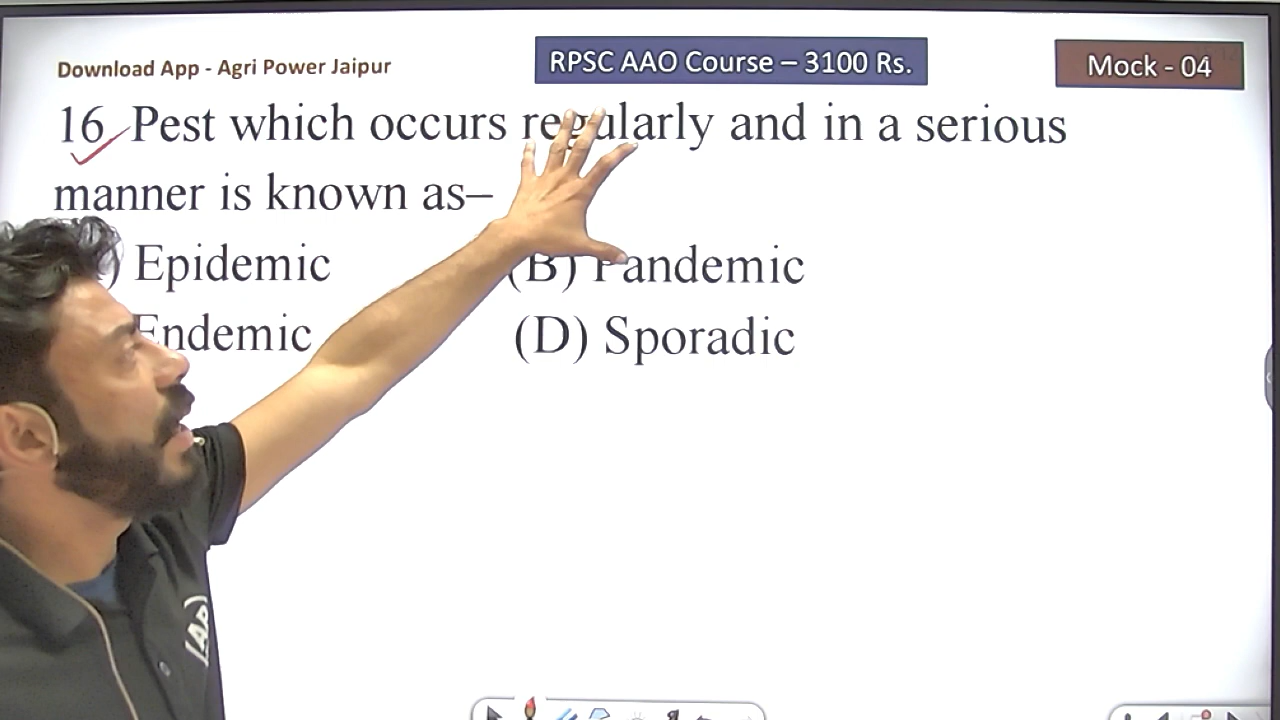 Download App - Agri Power Jaipur
RPSC AAO Course – 3100 Rs.
Mock - 04
16. Pest which occurs regularly and in a serious
manner is known as–
) Epidemic (B) Pandemic
Endemic (D) Sporadic
(AP)